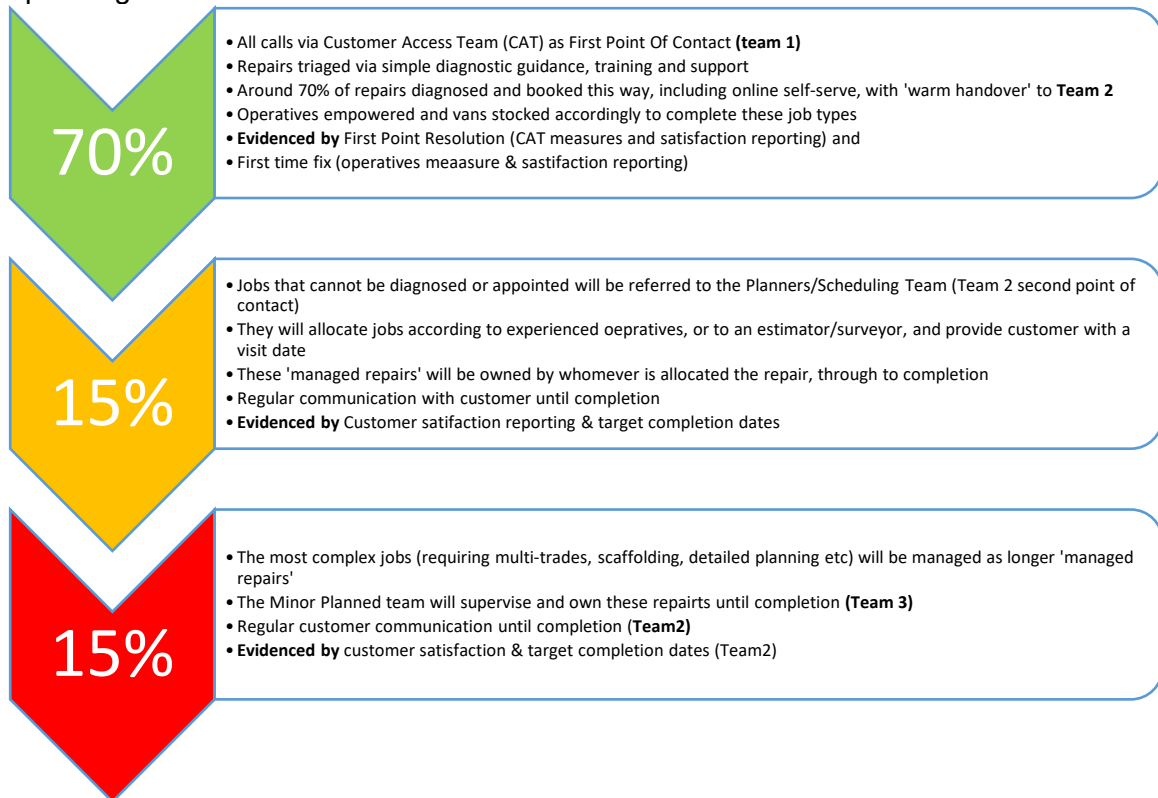 70%
• All calls via Customer Access Team (CAT) as First Point Of Contact (team 1)
• Repairs triaged via simple diagnostic guidance, training and support
• Around 70% of repairs diagnosed and booked this way, including online self-serve, with 'warm handover' to Team 2
• Operatives empowered and vans stocked accordingly to complete these job types
• Evidenced by First Point Resolution (CAT measures and satisfaction reporting) and
• First time fix (operatives meaasure & sastifaction reporting)
15%
• Jobs that cannot be diagnosed or appointed will be referred to the Planners/Scheduling Team (Team 2 second point of
contact)
• They will allocate jobs according to experienced oepratives, or to an estimator/surveyor, and provide customer with a
visit date
• These 'managed repairs' will be owned by whomever is allocated the repair, through to completion
• Regular communication with customer until completion
• Evidenced by Customer satifaction reporting & target completion dates
15%
• The most complex jobs (requiring multi-trades, scaffolding, detailed planning etc) will be managed as longer 'managed
repairs'
• The Minor Planned team will supervise and own these repairts until completion (Team 3)
• Regular customer communication until completion (Team2)
• Evidenced by customer satisfaction & target completion dates (Team2)